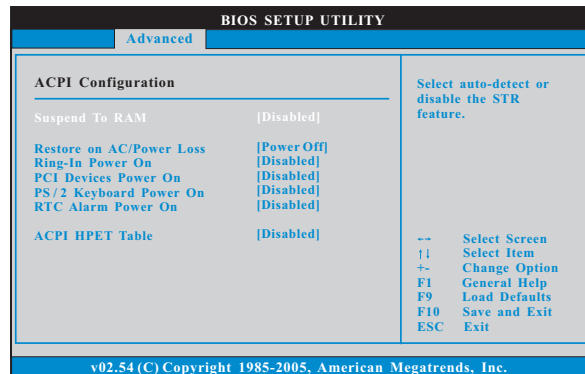 BIOS SETUP UTILITY
Advanced
ACPI Configuration
Suspend To RAM [Disabled]
Restore on AC/Power Loss [Power Off]
Ring-In Power On [Disabled]
PCI Devices Power On [Disabled]
PS/2 Keyboard Power On [Disabled]
RTC Alarm Power On [Disabled]
ACPI HPET Table [Disabled]
Select auto-detect or
disable the STR
feature.
←→ Select Screen
↑↓ Select Item
+- Change Option
F1 General Help
F9 Load Defaults
F10 Save and Exit
ESC Exit
v02.54 (C) Copyright 1985-2005, American Megatrends, Inc.